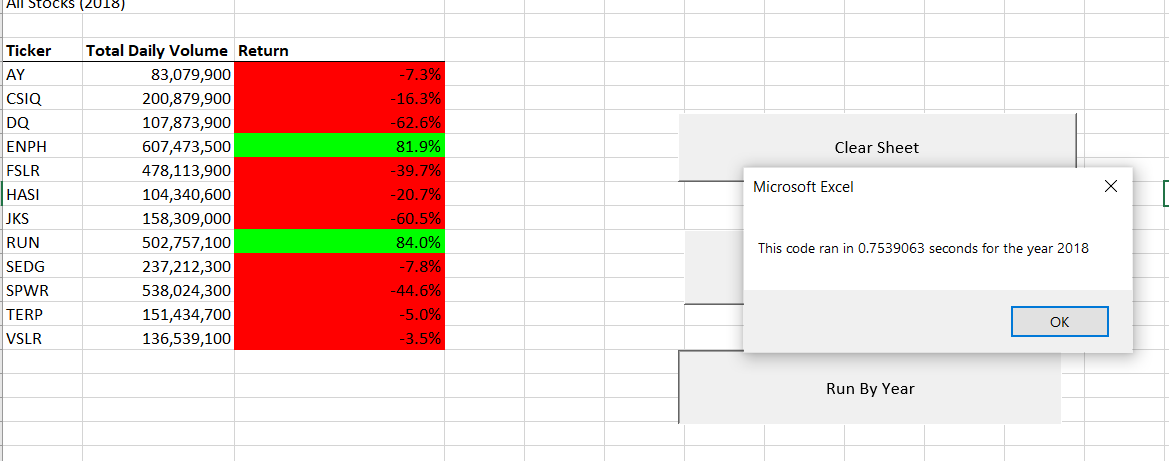 All Stocks (2018)
Ticker Total Daily Volume Return
AY 83,079,900 -7.3%
CSIQ 200,879,900 -16.3%
DQ 107,873,900 -62.6%
ENPH 607,473,500 81.9%
FSLR 478,113,900 -39.7%
HASI 104,340,600 -20.7%
JKS 158,309,000 -60.5%
RUN 502,757,100 84.0%
SEDG 237,212,300 -7.8%
SPWR 538,024,300 -44.6%
TERP 151,434,700 -5.0%
VSLR 136,539,100 -3.5%
Clear Sheet
Microsoft Excel
This code ran in 0.7539063 seconds for the year 2018
OK
Run By Year